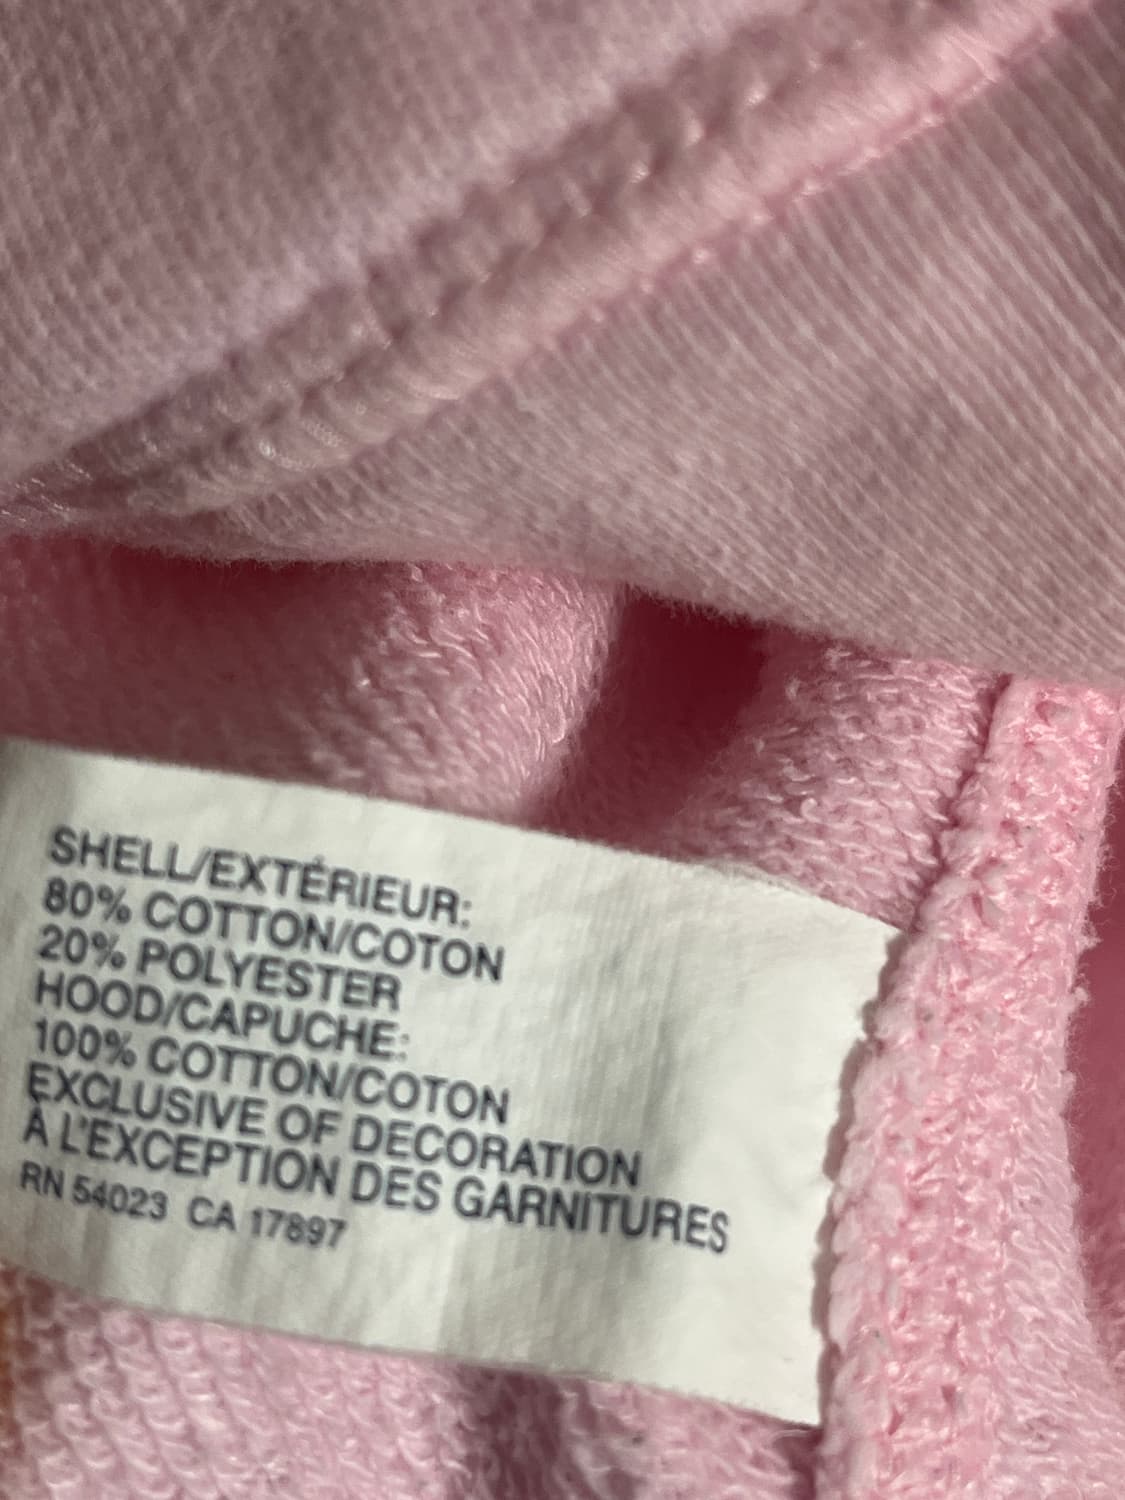 SHELL/EXTÉRIEUR:
80% COTTON/COTON
20% POLYESTER
HOOD/CAPUCHE:
100% COTTON/COTON
EXCLUSIVE OF DECORATION
À L'EXCEPTION DES GARNITURES
RN 54023 CA 17897